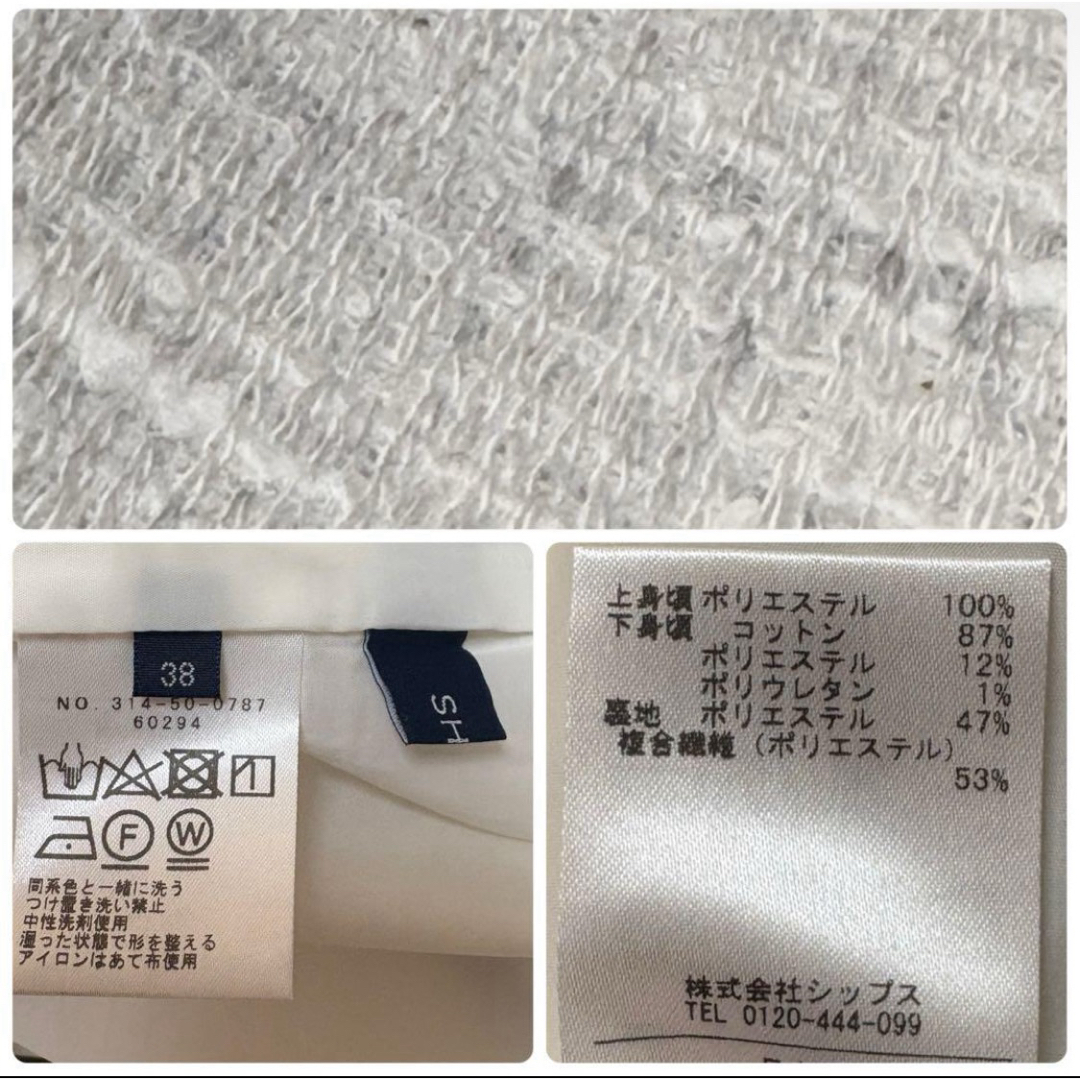 38
NO. 314-50-0787
60294
F W
同系色と一緒に洗う
つけ置き洗い禁止
中性洗剤使用
湿った状態で形を整える
アイロンはあて布使用
SH
上身頃 ポリエステル 100%
下身頃 コットン 87%
ポリエステル 12%
ポリウレタン 1%
裏地 ポリエステル 47%
複合繊維(ポリエステル)
53%
株式会社シップス
TEL 0120-444-099